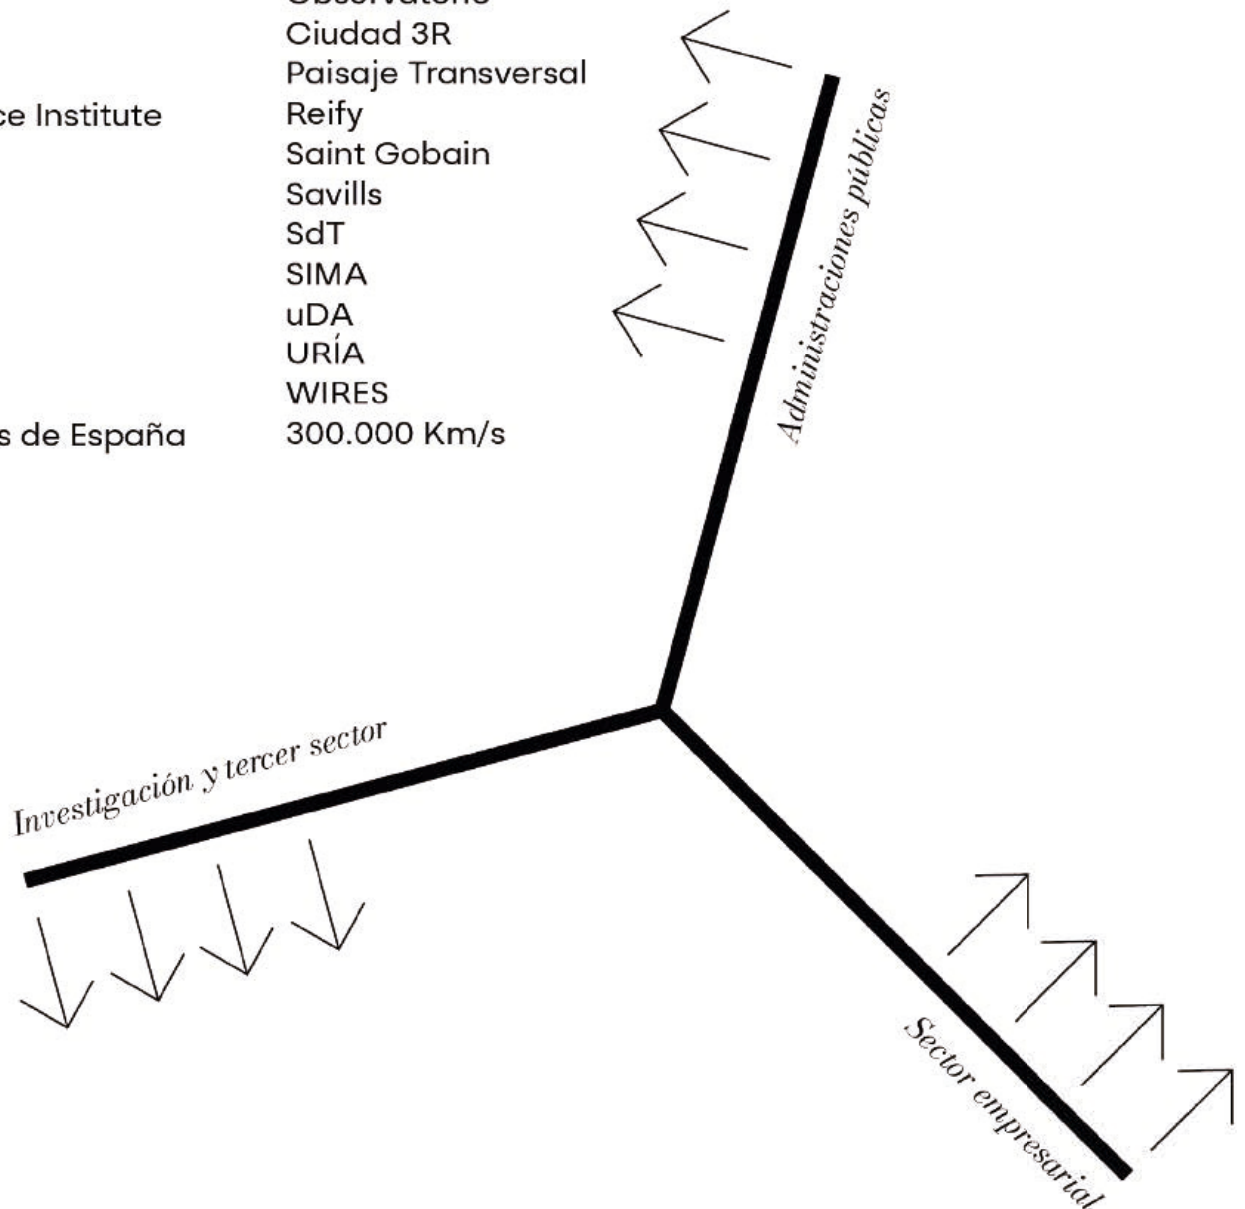 Ciudad 3R
Paisaje Transversal
ce Institute
Reify
Saint Gobain
Savills
SdT
SIMA
uDA
URÍA
WIRES
s de España
300.000 Km/s
Administraciones públicas
Investigación y tercer sector
Sector empresarial